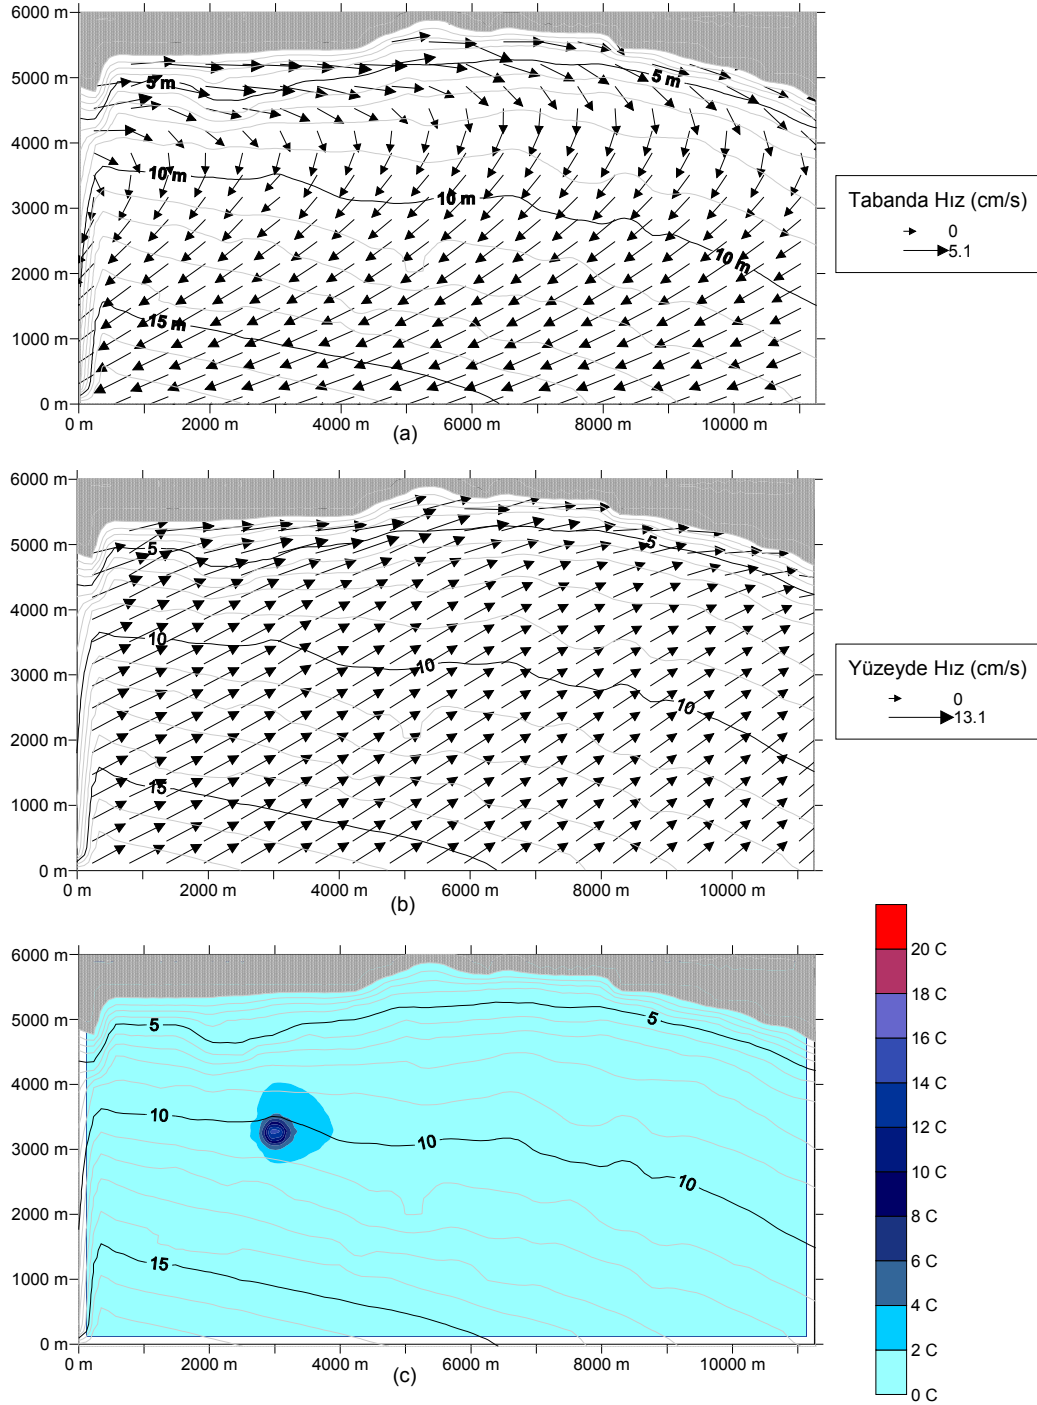 6000 m
5000 m
4000 m
3000 m
2000 m
1000 m
0 m
5 m
5 m
10 m
10 m
10 m
15 m
0 m
2000 m
4000 m
6000 m
8000 m
10000 m
(a)
Tabanda Hız (cm/s)
0
5.1
6000 m
5000 m
4000 m
3000 m
2000 m
1000 m
0 m
5
5
10
10
10
15
0 m
2000 m
4000 m
6000 m
8000 m
10000 m
(b)
Yüzeyde Hız (cm/s)
0
13.1
6000 m
5000 m
4000 m
3000 m
2000 m
1000 m
0 m
5
5
10
10
10
15
0 m
2000 m
4000 m
6000 m
8000 m
10000 m
(c)
20 C
18 C
16 C
14 C
12 C
10 C
8 C
6 C
4 C
2 C
0 C